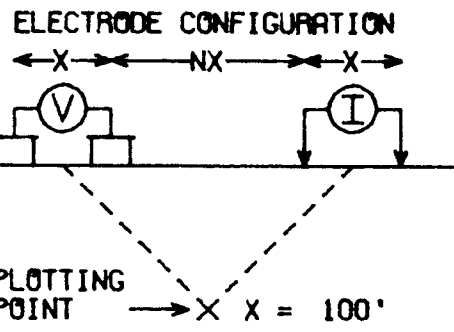 ELECTRODE CONFIGURATION
X NX X
V I
PLOTTING
POINT X X = 100'